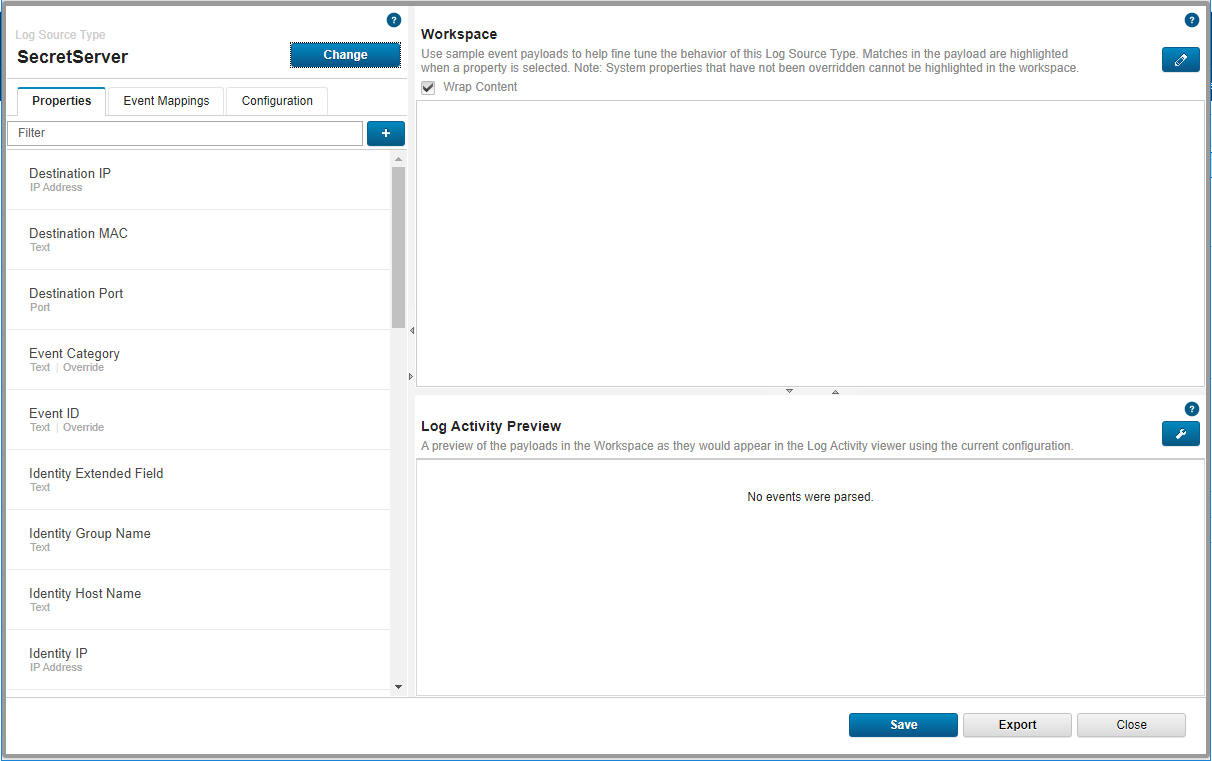 Log Source Type
SecretServer
Change
Properties
Event Mappings
Configuration
Filter
+
Destination IP
IP Address
Destination MAC
Text
Destination Port
Port
Event Category
Text | Override
Event ID
Text | Override
Identity Extended Field
Text
Identity Group Name
Text
Identity Host Name
Text
Identity IP
IP Address
?
?
Workspace
Use sample event payloads to help fine tune the behavior of this Log Source Type. Matches in the payload are highlighted
when a property is selected. Note: System properties that have not been overridden cannot be highlighted in the workspace.
Wrap Content
?
Log Activity Preview
A preview of the payloads in the Workspace as they would appear in the Log Activity viewer using the current configuration.
No events were parsed.
Save
Export
Close